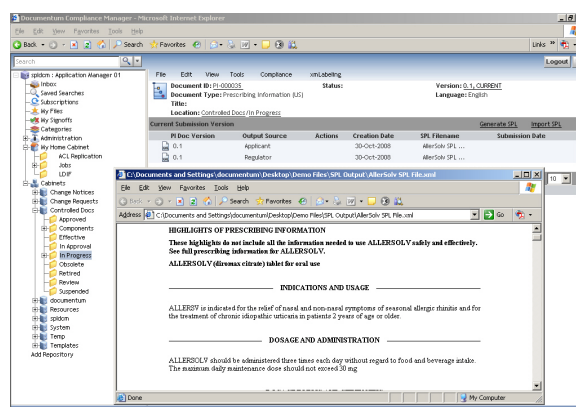 Documentum Compliance Manager - Microsoft Internet Explorer
File Edit View Favorites Tools Help
Back Search Favorites Links »
Search
Logout
spldcm : Application Manager 01
Inbox
Saved Searches
Subscriptions
My Files
My Signoffs
Categories
Administration
My Home Cabinet
ACL Replication
Jobs
LDIF
Cabinets
Change Notices
Change Requests
Controlled Docs
Approved
Components
Effective
In Approval
In Progress
Obsolete
Retired
Review
Suspended
documentum
Resources
spldcm
System
Temp
Templates
Add Repository
File Edit View Tools Compliance xmLabeling
Document ID: PI-000035 Status: Version: 0.1, CURRENT
Document Type: Prescribing Information (US) Language: English
Title:
Location: Controlled Docs/In Progress
Current Submission Version Generate SPL Import SPL
PI Doc Version Output Source Actions Creation Date SPL Filename Submission Date
0.1 Applicant 30-Oct-2008 AllerSolv SPL ...
0.1 Regulator 30-Oct-2008 AllerSolv SPL ...
10
C:\Documents and Settings\documentum\Desktop\Demo Files\SPL Output\AllerSolv SPL File.xml
File Edit View Favorites Tools Help
Back Search Favorites
Address C:\Documents and Settings\documentum\Desktop\Demo Files\SPL Output\AllerSolv SPL File.xml Go
HIGHLIGHTS OF PRESCRIBING INFORMATION
These highlights do not include all the information needed to use ALLERSOLV safely and effectively.
See full prescribing information for ALLERSOLV.
ALLERSOLV (diromax citrate) tablet for oral use
INDICATIONS AND USAGE
ALLERSV is indicated for the relief of nasal and non-nasal symptoms of seasonal allergic rhinitis and for
the treatment of chronic idiopathic urticaria in patients 2 years of age or older.
DOSAGE AND ADMINISTRATION
ALLERSOLV should be administered three times each day without regard to food and beverage intake.
The maximum daily maintenance dose should not exceed 30 mg
Done My Computer